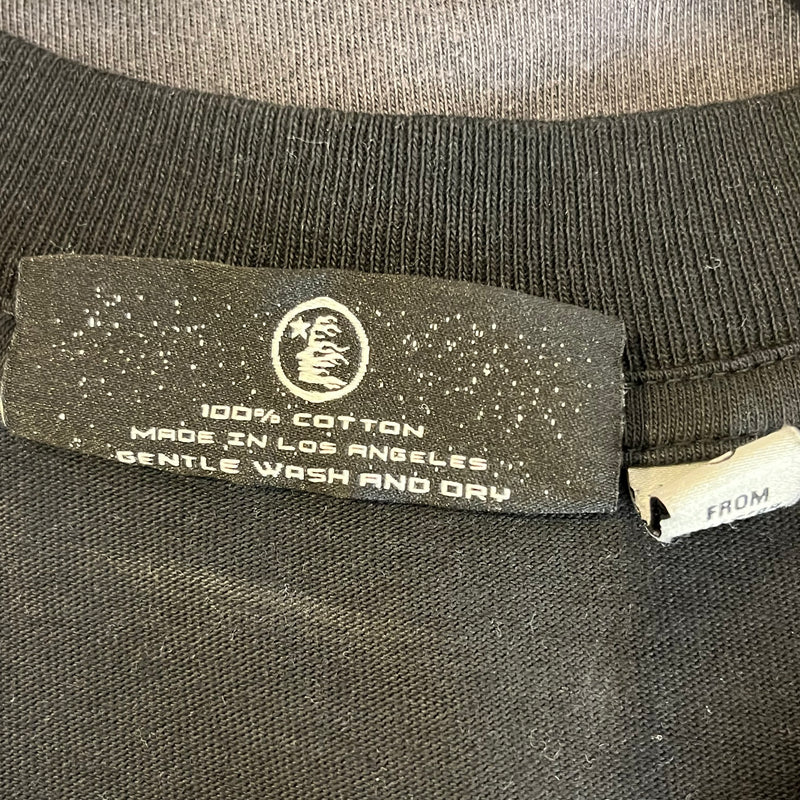 100% COTTON
MADE IN LOS ANGELES
GENTLE WASH AND DRY
FROM